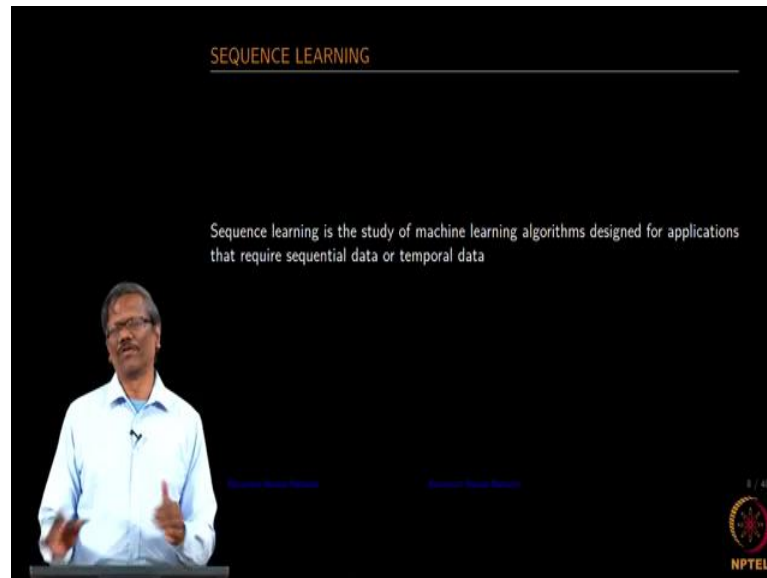 SEQUENCE LEARNING
Sequence learning is the study of machine learning algorithms designed for applications
that require sequential data or temporal data
NPTEL